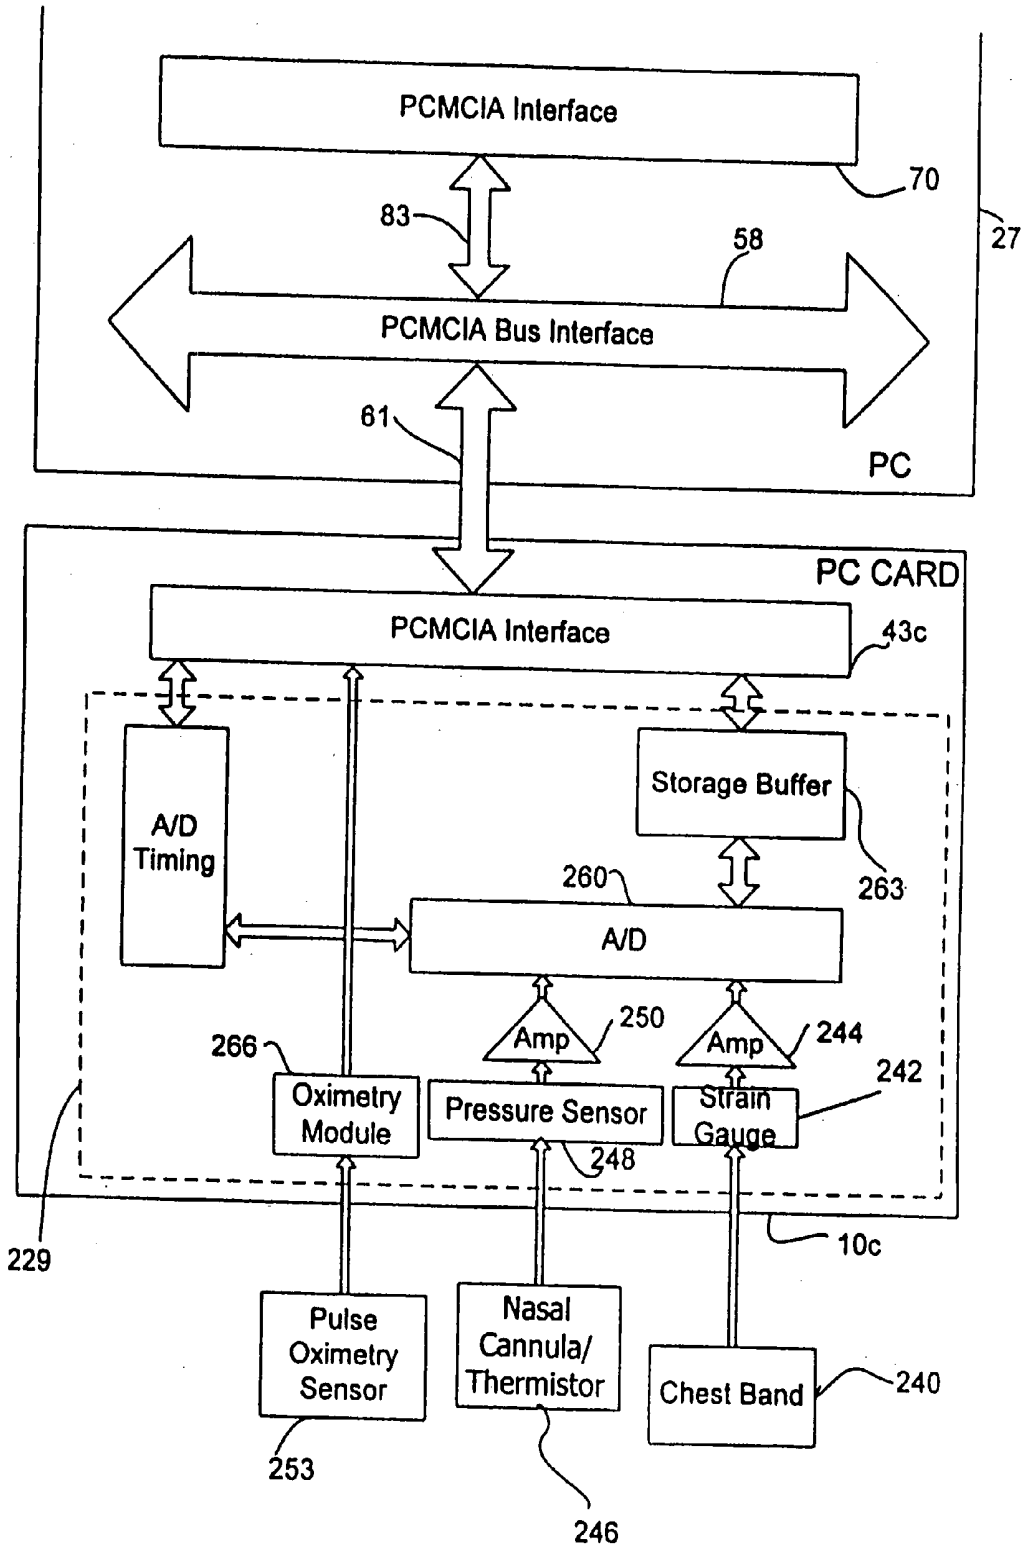 PCMCIA Interface
70
27
83
58
PCMCIA Bus Interface
61
PC
PC CARD
PCMCIA Interface
43c
Storage Buffer
A/D
Timing
263
260
A/D
250
Amp
244
Amp
266
242
Oximetry
Module
Pressure Sensor
Strain
Gauge
248
229
10c
Pulse
Oximetry
Sensor
Nasal
Cannula/
Thermistor
Chest Band
240
253
246